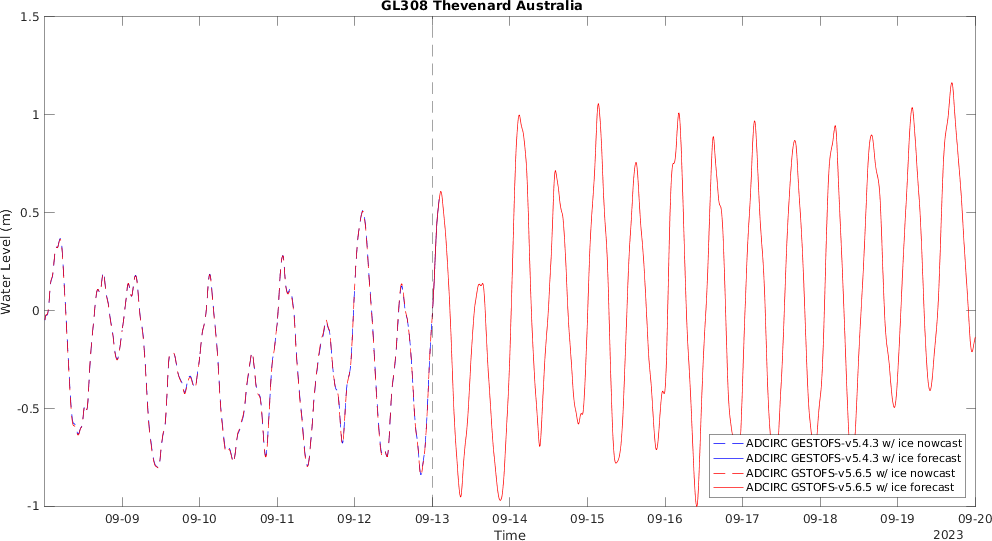 GL308 Thevenard Australia
1.5
1
0.5
0
-0.5
-1
Water Level (m)
ADCIRC GESTOFS-v5.4.3 w/ ice nowcast
ADCIRC GESTOFS-v5.4.3 w/ ice forecast
ADCIRC GSTOFS-v5.6.5 w/ ice nowcast
ADCIRC GSTOFS-v5.6.5 w/ ice forecast
09-09 09-10 09-11 09-12 09-13 09-14 09-15 09-16 09-17 09-18 09-19 09-20
Time
2023